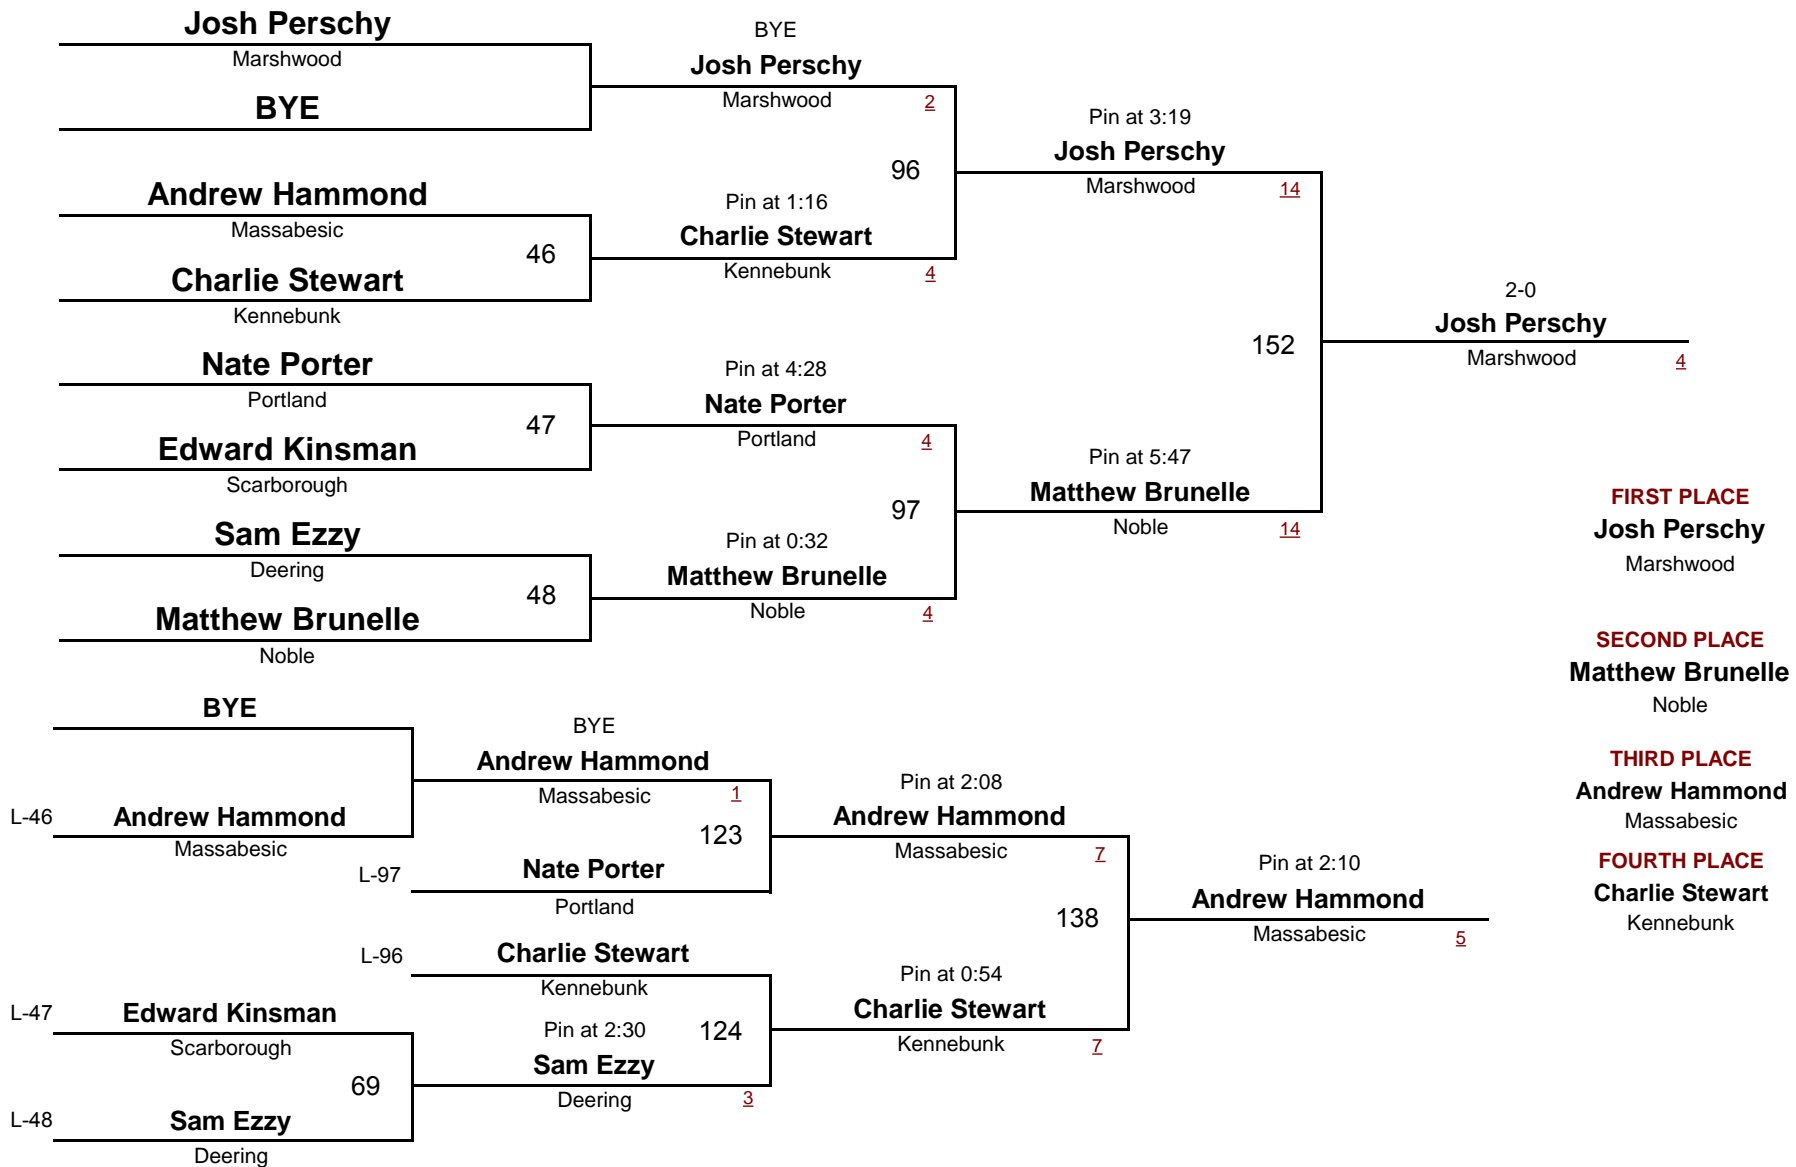 Josh Perschy
Marshwood
BYE
Andrew Hammond
Massabesic
46
Charlie Stewart
Kennebunk
Nate Porter
Portland
47
Edward Kinsman
Scarborough
Sam Ezzy
Deering
48
Matthew Brunelle
Noble
BYE
Josh Perschy
Marshwood
2
96
Pin at 1:16
Charlie Stewart
Kennebunk
4
Pin at 4:28
Nate Porter
Portland
4
97
Pin at 0:32
Matthew Brunelle
Noble
4
Pin at 3:19
Josh Perschy
Marshwood
14
152
Pin at 5:47
Matthew Brunelle
Noble
14
2-0
Josh Perschy
Marshwood
4
FIRST PLACE
Josh Perschy
Marshwood
SECOND PLACE
Matthew Brunelle
Noble
THIRD PLACE
Andrew Hammond
Massabesic
FOURTH PLACE
Charlie Stewart
Kennebunk
BYE
L-46
Andrew Hammond
Massabesic
L-47
Edward Kinsman
Scarborough
69
L-48
Sam Ezzy
Deering
BYE
Andrew Hammond
Massabesic
1
123
L-97
Nate Porter
Portland
L-96
Charlie Stewart
Kennebunk
124
Pin at 2:30
Sam Ezzy
Deering
3
Pin at 2:08
Andrew Hammond
Massabesic
7
138
Pin at 0:54
Charlie Stewart
Kennebunk
7
Pin at 2:10
Andrew Hammond
Massabesic
5